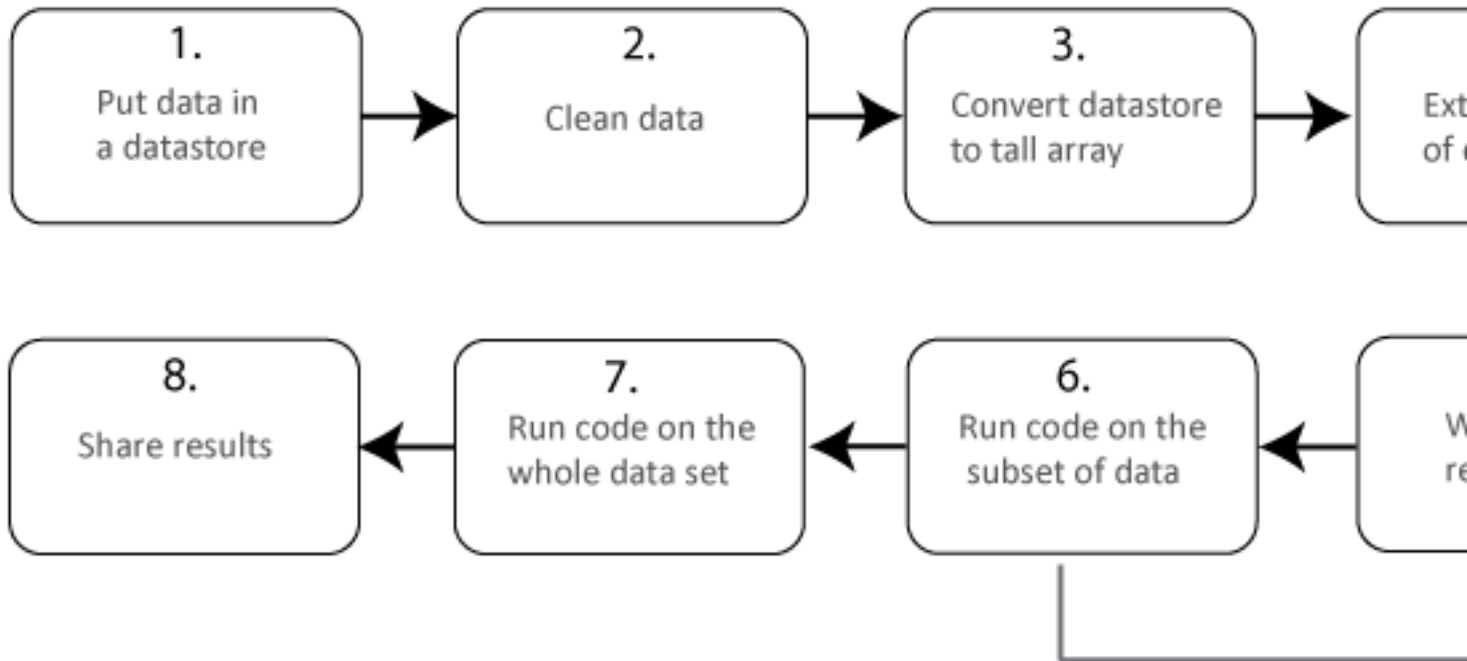 1.
Put data in
a datastore
2.
Clean data
3.
Convert datastore
to tall array
of
8.
Share results
7.
Run code on the
whole data set
6.
Run code on the
subset of data